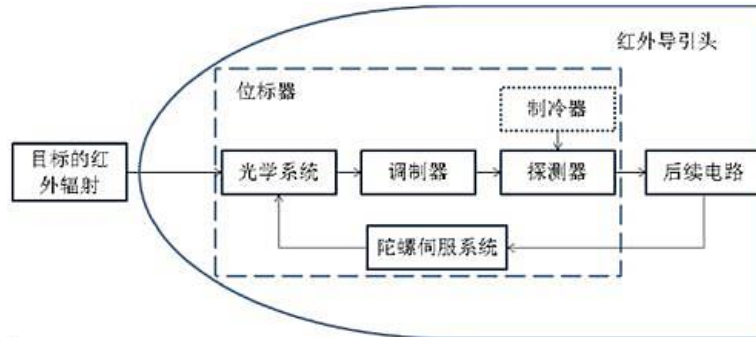 红外导引头
位标器
制冷器
目标的红
外辐射
光学系统
调制器
探测器
后续电路
陀螺伺服系统